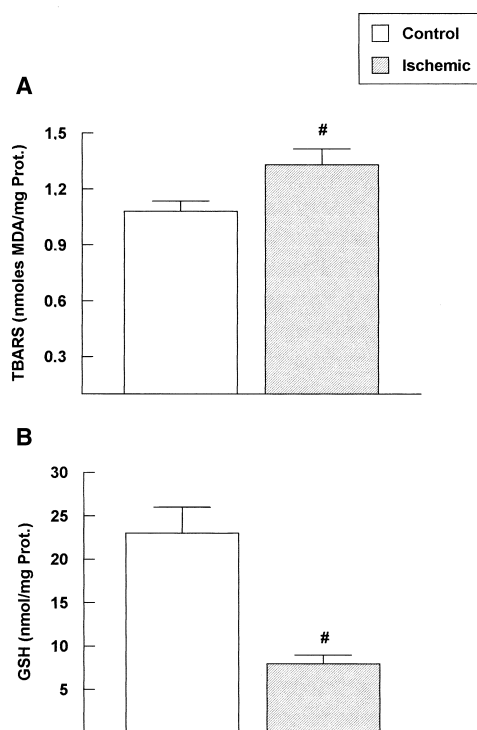 Control
Ischemic
A
TBARS (nmoles MDA/mg Prot.)
1.5
1.2
0.9
0.6
0.3
#
B
GSH (nmol/mg Prot.)
30
25
20
15
10
5
#